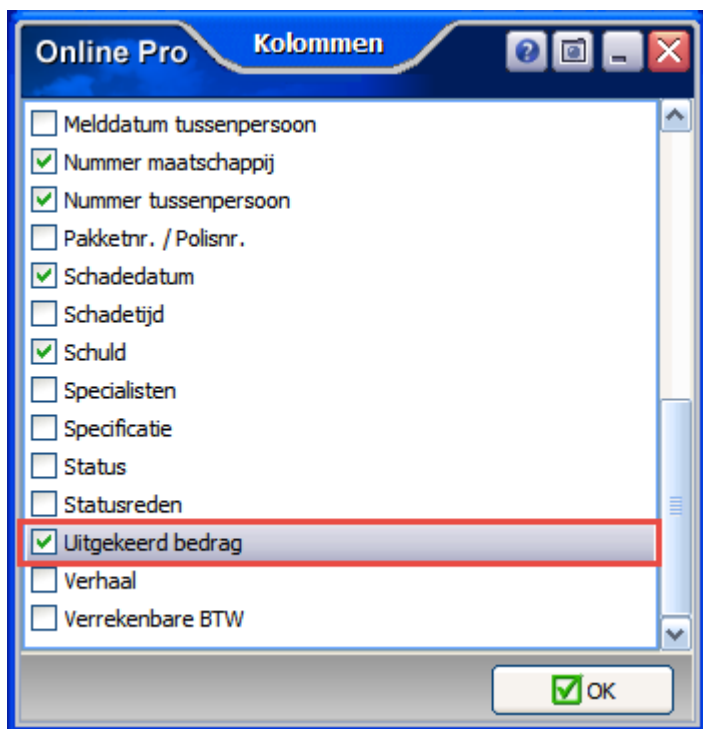 Online Pro
Kolommen
Melddatum tussenpersoon
Nummer maatschappij
Nummer tussenpersoon
Pakketnr. / Polisnr.
Schadedatum
Schadetijd
Schuld
Specialisten
Specificatie
Status
Statusreden
Uitgekeerd bedrag
Verhaal
Verrekenbare BTW
OK